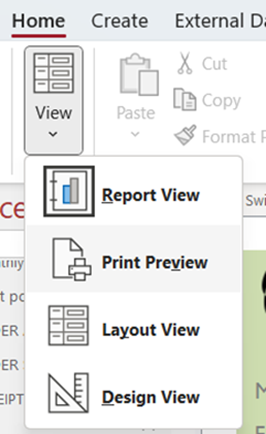 Home Create External Da
View
Paste
Cut
Copy
Format P
Report View
Print Preview
Layout View
Design View